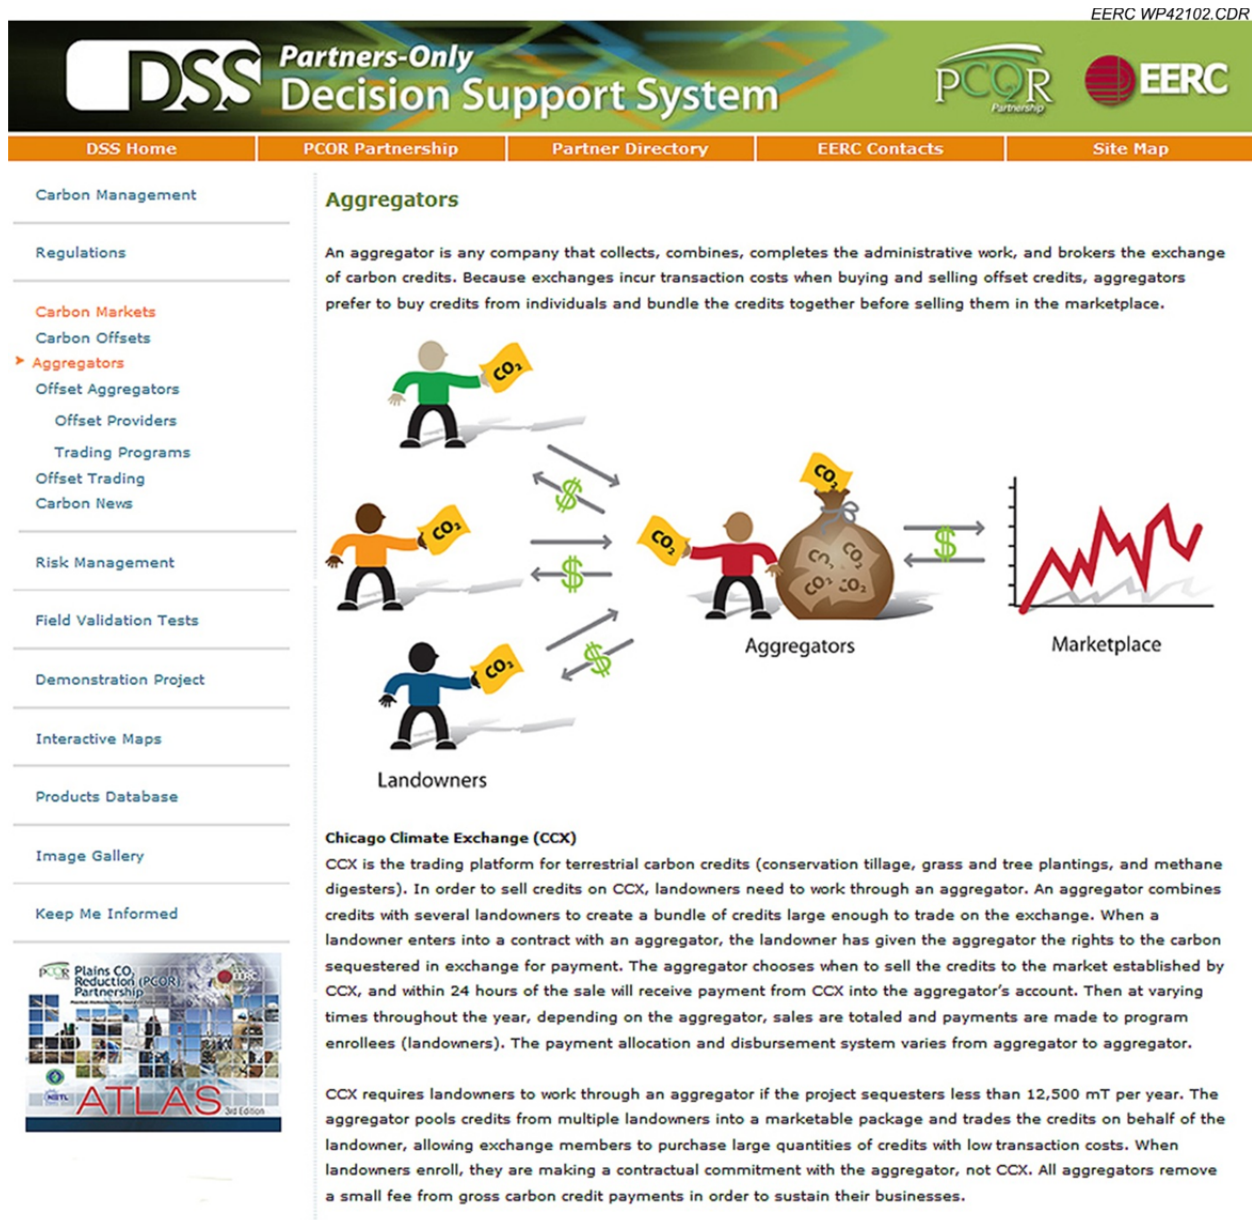 EERC WP42102.CDR
DSS Partners-Only
Decision Support System
PCOR
Partnership
EERC
DSS Home PCOR Partnership Partner Directory EERC Contacts Site Map
Carbon Management
Regulations
Carbon Markets
Carbon Offsets
Aggregators
Offset Aggregators
Offset Providers
Trading Programs
Offset Trading
Carbon News
Risk Management
Field Validation Tests
Demonstration Project
Interactive Maps
Products Database
Image Gallery
Keep Me Informed
PCOR Plains CO2
Reduction (PCOR)
Partnership
EERC
NETL
ATLAS 3rd Edition
Aggregators
An aggregator is any company that collects, combines, completes the administrative work, and brokers the exchange
of carbon credits. Because exchanges incur transaction costs when buying and selling offset credits, aggregators
prefer to buy credits from individuals and bundle the credits together before selling them in the marketplace.
CO2
$
CO2
CO2
$
CO2
CO2
CO2 CO2
CO2 CO2
$
$
CO2
Aggregators
Marketplace
Landowners
Chicago Climate Exchange (CCX)
CCX is the trading platform for terrestrial carbon credits (conservation tillage, grass and tree plantings, and methane
digesters). In order to sell credits on CCX, landowners need to work through an aggregator. An aggregator combines
credits with several landowners to create a bundle of credits large enough to trade on the exchange. When a
landowner enters into a contract with an aggregator, the landowner has given the aggregator the rights to the carbon
sequestered in exchange for payment. The aggregator chooses when to sell the credits to the market established by
CCX, and within 24 hours of the sale will receive payment from CCX into the aggregator's account. Then at varying
times throughout the year, depending on the aggregator, sales are totaled and payments are made to program
enrollees (landowners). The payment allocation and disbursement system varies from aggregator to aggregator.
CCX requires landowners to work through an aggregator if the project sequesters less than 12,500 mT per year. The
aggregator pools credits from multiple landowners into a marketable package and trades the credits on behalf of the
landowner, allowing exchange members to purchase large quantities of credits with low transaction costs. When
landowners enroll, they are making a contractual commitment with the aggregator, not CCX. All aggregators remove
a small fee from gross carbon credit payments in order to sustain their businesses.